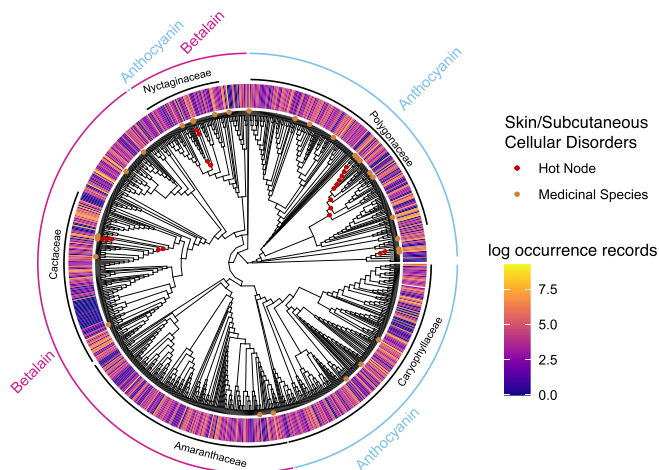 Betalain
Anthocyanin
Anthocyanin
Nyctaginaceae
Polygonaceae
Cactaceae
Caryophyllaceae
Betalain
Amaranthaceae
Anthocyanin
Skin/Subcutaneous
Cellular Disorders
Hot Node
Medicinal Species
log occurrence records
7.5
5.0
2.5
0.0